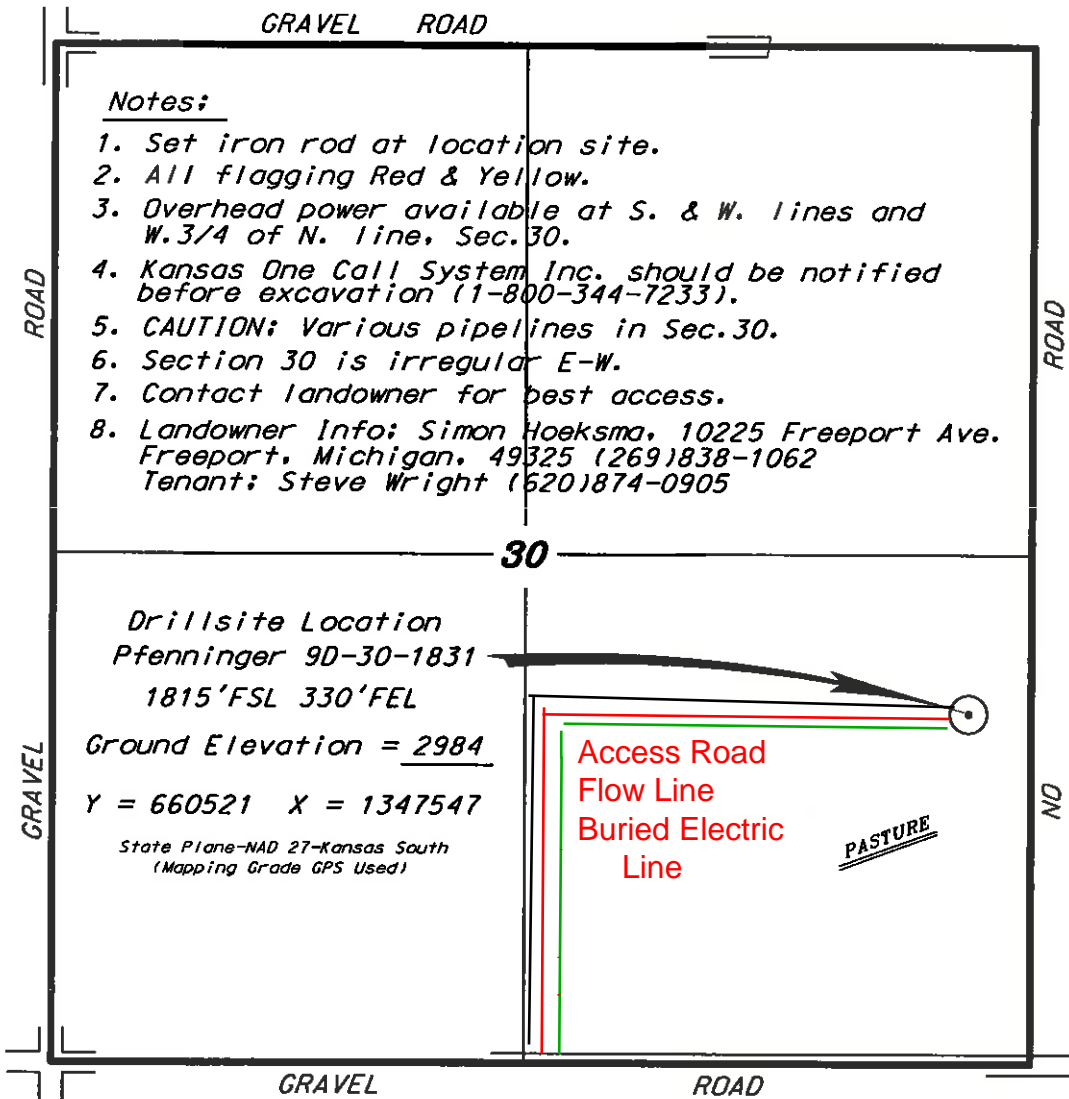 GRAVEL ROAD
Notes:
1. Set iron rod at location site.
2. All flagging Red & Yellow.
3. Overhead power available at S. & W. lines and
W.3/4 of N. line, Sec.30.
4. Kansas One Call System Inc. should be notified
before excavation (1-800-344-7233).
5. CAUTION: Various pipelines in Sec.30.
6. Section 30 is irregular E-W.
7. Contact landowner for best access.
8. Landowner Info: Simon Hoeksma, 10225 Freeport Ave.
Freeport, Michigan, 49325 (269)838-1062
Tenant: Steve Wright (620)874-0905
ROAD
ROAD
30
Drillsite Location
Pfenninger 9D-30-1831
1815'FSL 330'FEL
Ground Elevation = 2984
Y = 660521 X = 1347547
State Plane-NAD 27-Kansas South
(Mapping Grade GPS Used)
Access Road
Flow Line
Buried Electric
Line
PASTURE
GRAVEL
NO
GRAVEL ROAD